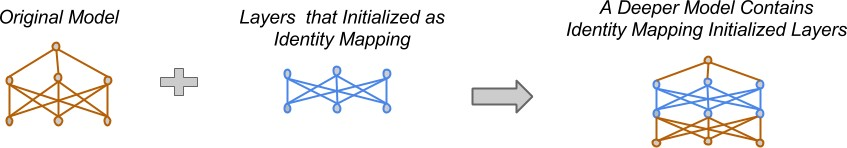 Original Model
Layers that Initialized as
Identity Mapping
A Deeper Model Contains
Identity Mapping Initialized Layers